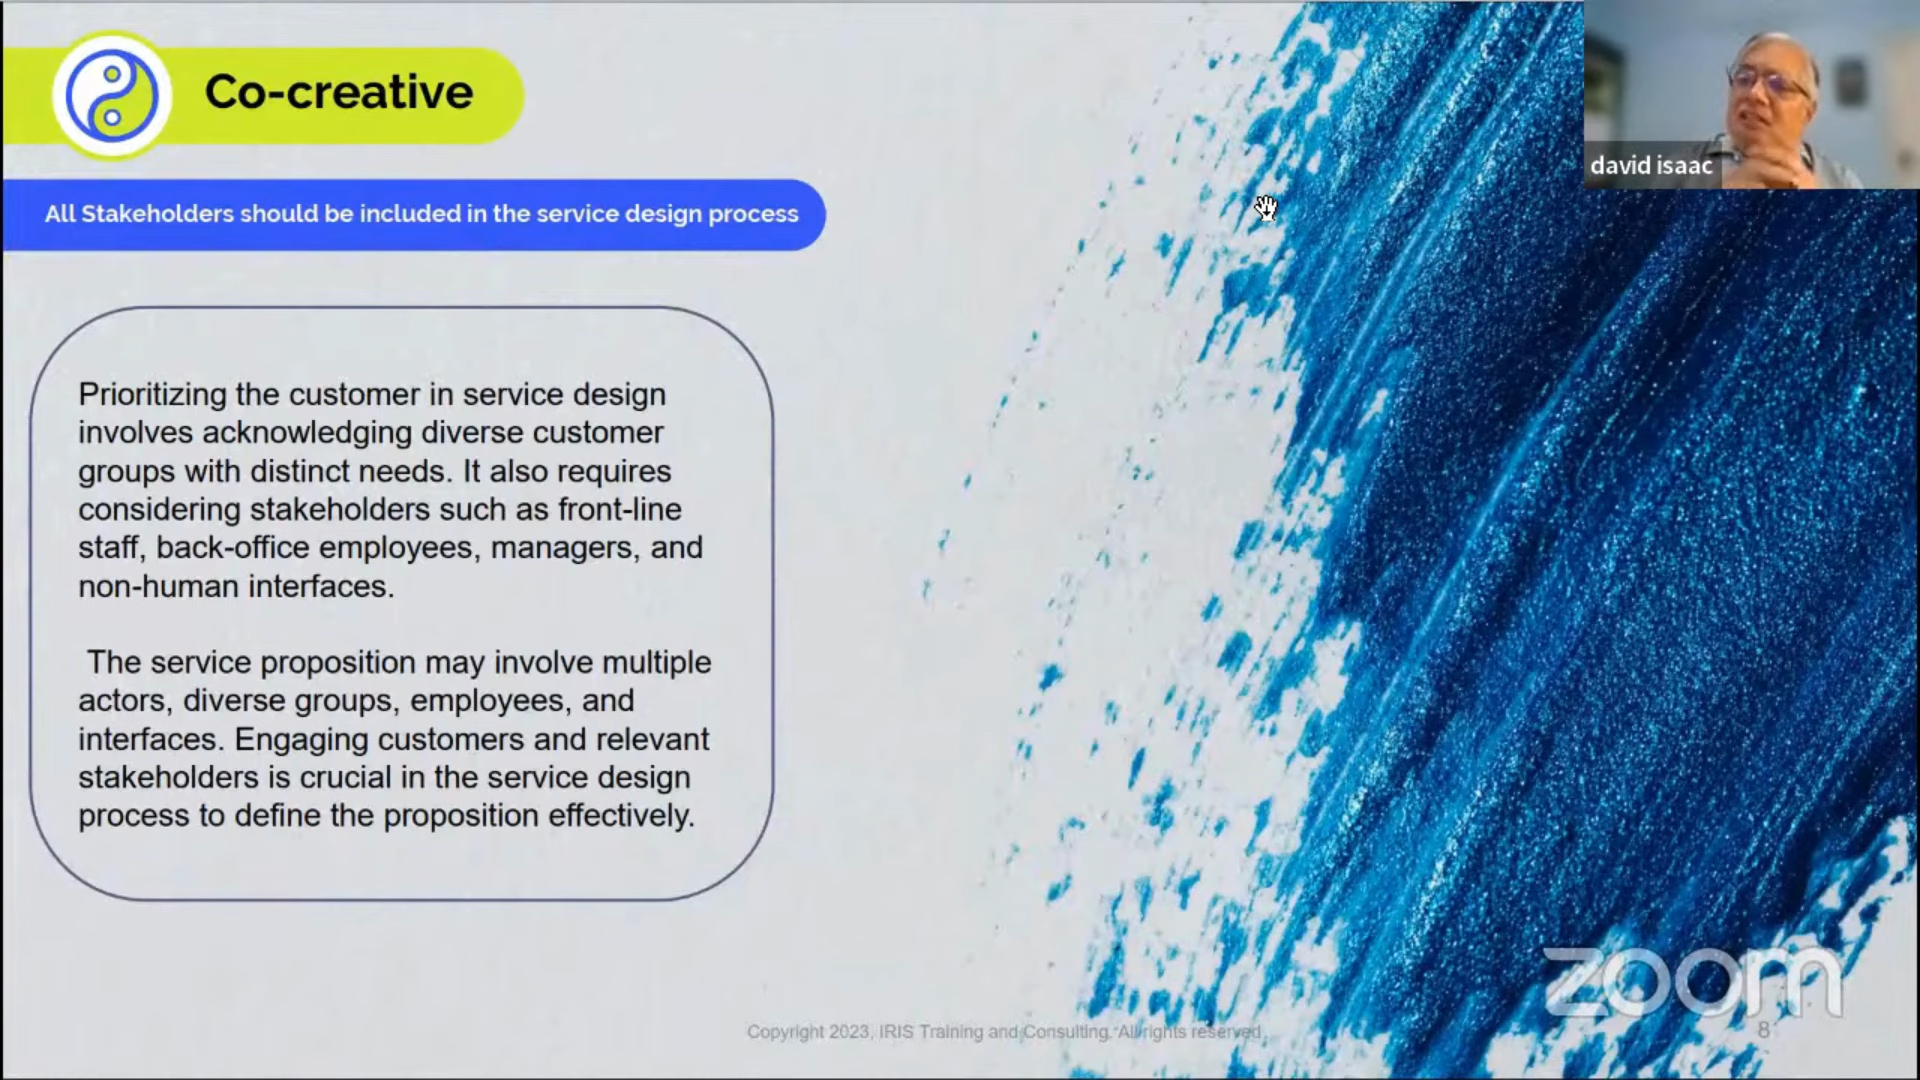 Co-creative
david isaac
All Stakeholders should be included in the service design process
Prioritizing the customer in service design
involves acknowledging diverse customer
groups with distinct needs. It also requires
considering stakeholders such as front-line
staff, back-office employees, managers, and
non-human interfaces.
The service proposition may involve multiple
actors, diverse groups, employees, and
interfaces. Engaging customers and relevant
stakeholders is crucial in the service design
process to define the proposition effectively.
zoom
Copyright 2023, IRIS Training and Consulting. All rights reserved
8